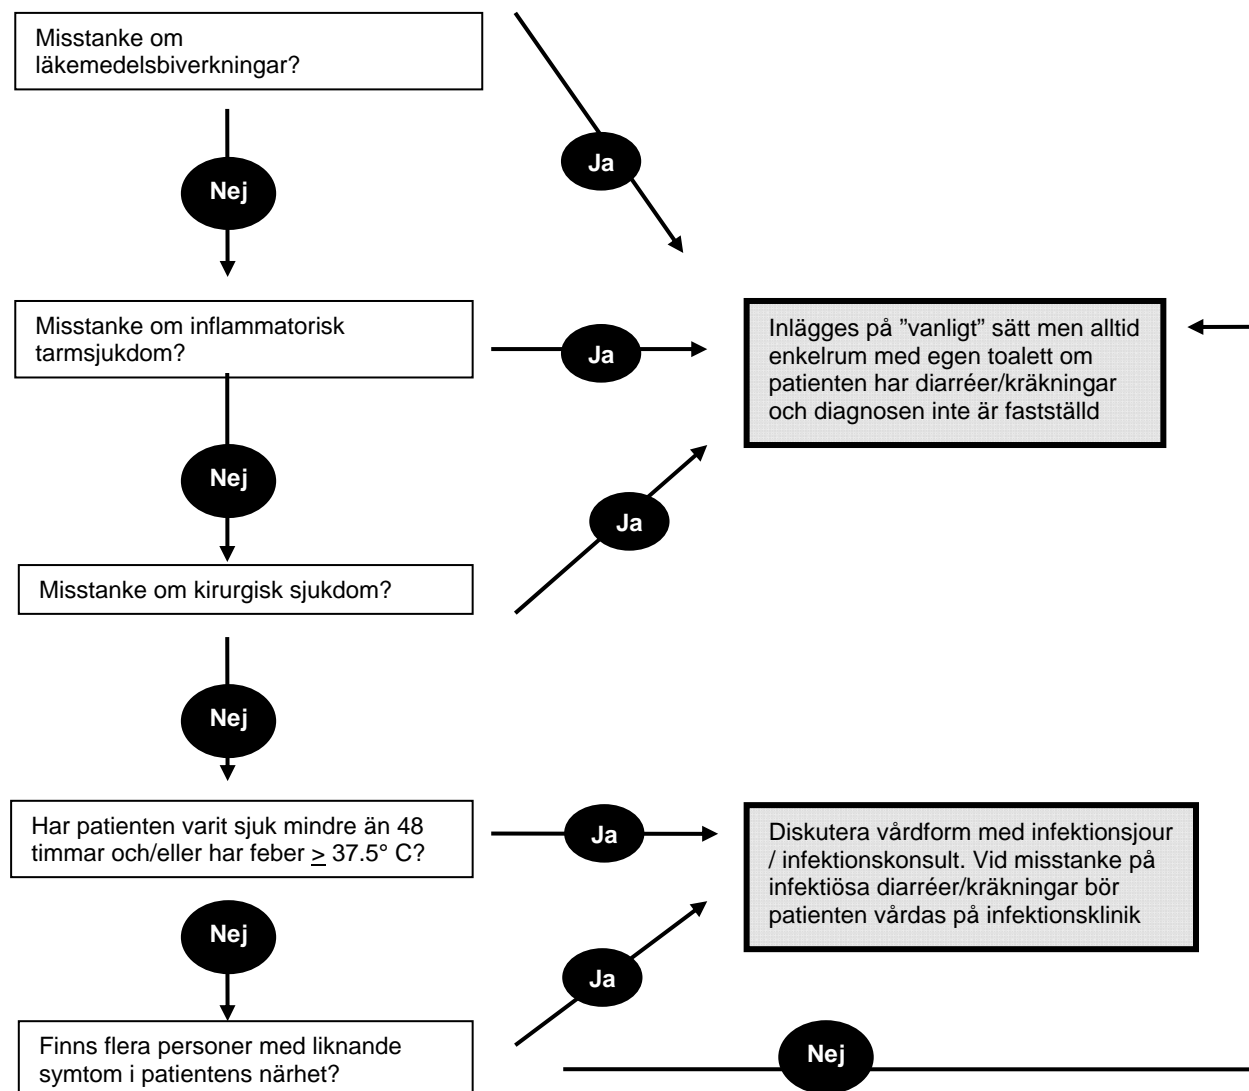 Misstanke om
läkemedelsbiverkningar?
Ja
Nej
Misstanke om inflammatorisk
tarmsjukdom?
Ja
Inlägges på ”vanligt” sätt men alltid
enkelrum med egen toalett om
patienten har diarréer/kräkningar
och diagnosen inte är fastställd
Nej
Ja
Misstanke om kirurgisk sjukdom?
Nej
Har patienten varit sjuk mindre än 48
timmar och/eller har feber ≥ 37.5° C?
Ja
Diskutera vårdform med infektionsjour
/ infektionskonsult. Vid misstanke på
infektiösa diarréer/kräkningar bör
patienten vårdas på infektionsklinik
Nej
Ja
Finns flera personer med liknande
symtom i patientens närhet?
Nej